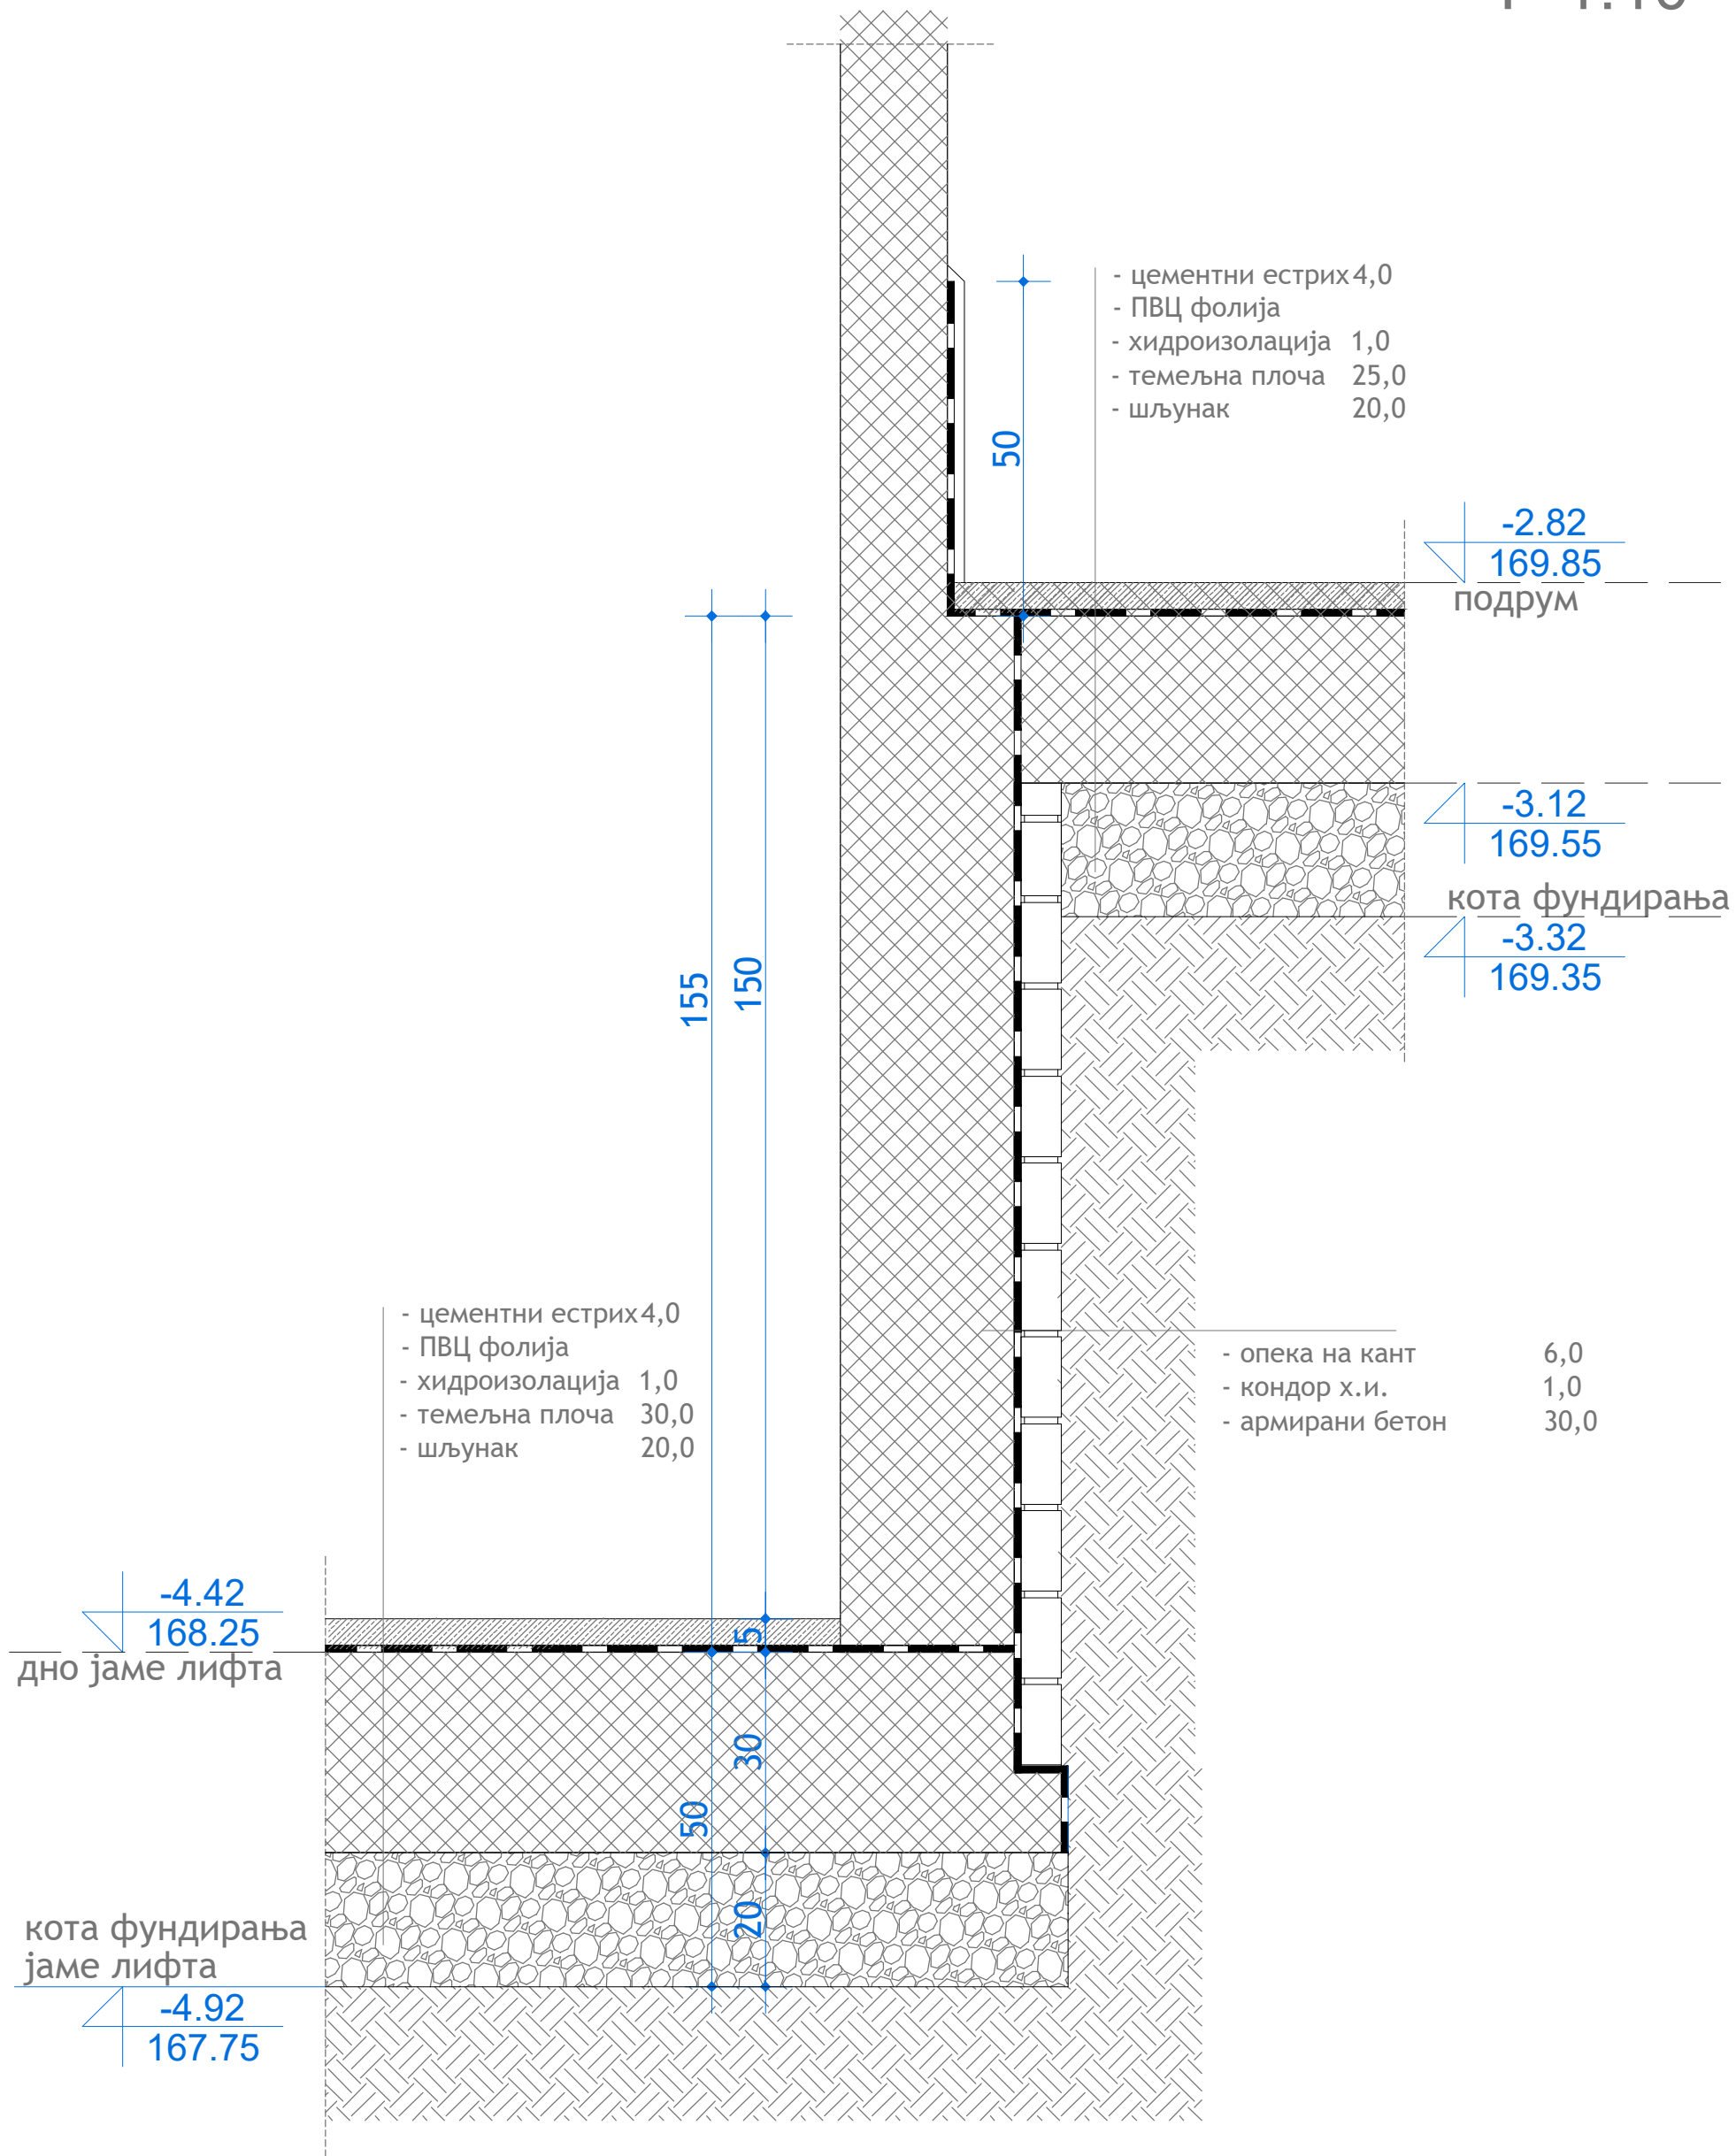 - цементни естрих 4,0
- ПВЦ фолија
- хидроизолација 1,0
- темељна плоча 25,0
- шљунак 20,0
50
-2.82
169.85
подрум
-3.12
169.55
кота фундирања
-3.32
169.35
155
150
- цементни естрих 4,0
- ПВЦ фолија
- хидроизолација 1,0
- темељна плоча 30,0
- шљунак 20,0
- опека на кант 6,0
- кондор х.и. 1,0
- армирани бетон 30,0
-4.42
168.25
дно јаме лифта
5
30
50
20
кота фундирања
јаме лифта
-4.92
167.75